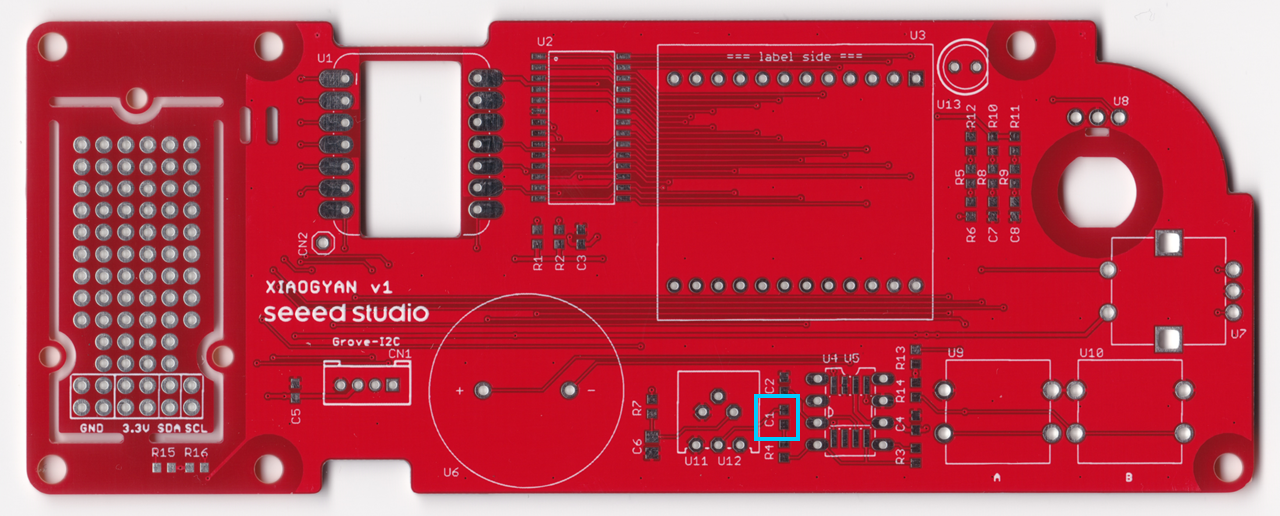 U1
U2
U3
=== label side ===
U13
R12
R10
R11
U8
R5
R8
R9
R6
C7
C8
CN2
R1
R2
C3
XIAOGYAN v1
seeed studio
Grove-I2C
CN1
U7
+
-
C5
U6
R7
C6
U11 U12
C2
C1
R4
U4 U5
R13
R14
C4
R3
U9
U10
A
B
GND 3.3V SDA SCL
R15 R16